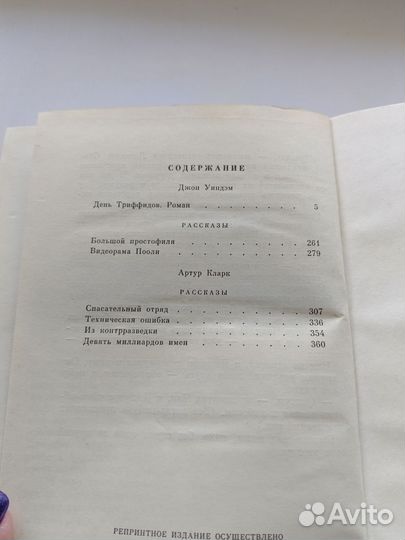 СОДЕРЖАНИЕ
Джон Уиндэм
День Триффидов. Роман . . . . . . . . 5
РАССКАЗЫ
Большой простофиля . . . . . . . . 261
Видеорама Пооли . . . . . . . . . 279
Артур Кларк
РАССКАЗЫ
Спасательный отряд . . . . . . . . 307
Техническая ошибка . . . . . . . . 336
Из контрразведки . . . . . . . . . 354
Девять миллиардов имен . . . . . . . 360
РЕПРИНТНОЕ ИЗДАНИЕ ОСУЩЕСТВЛЕНО
Avito